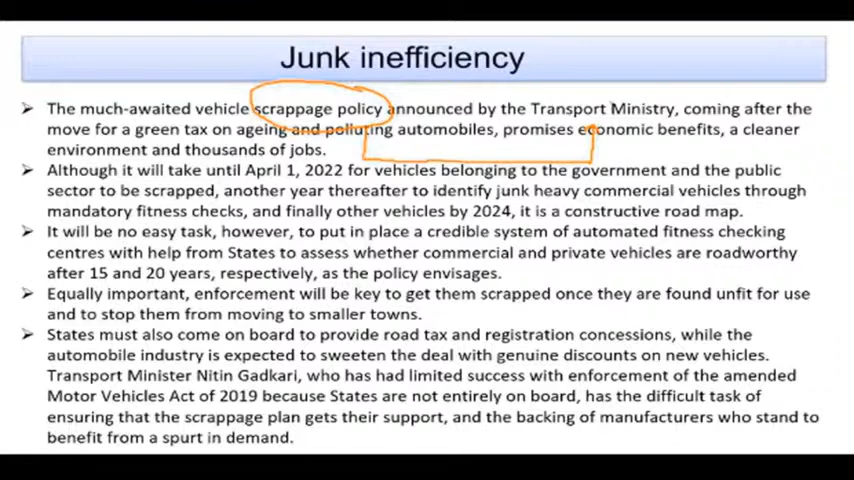 Junk inefficiency
➢ The much-awaited vehicle scrappage policy announced by the Transport Ministry, coming after the
move for a green tax on ageing and polluting automobiles, promises economic benefits, a cleaner
environment and thousands of jobs.
➢ Although it will take until April 1, 2022 for vehicles belonging to the government and the public
sector to be scrapped, another year thereafter to identify junk heavy commercial vehicles through
mandatory fitness checks, and finally other vehicles by 2024, it is a constructive road map.
➢ It will be no easy task, however, to put in place a credible system of automated fitness checking
centres with help from States to assess whether commercial and private vehicles are roadworthy
after 15 and 20 years, respectively, as the policy envisages.
➢ Equally important, enforcement will be key to get them scrapped once they are found unfit for use
and to stop them from moving to smaller towns.
➢ States must also come on board to provide road tax and registration concessions, while the
automobile industry is expected to sweeten the deal with genuine discounts on new vehicles.
Transport Minister Nitin Gadkari, who has had limited success with enforcement of the amended
Motor Vehicles Act of 2019 because States are not entirely on board, has the difficult task of
ensuring that the scrappage plan gets their support, and the backing of manufacturers who stand to
benefit from a spurt in demand.